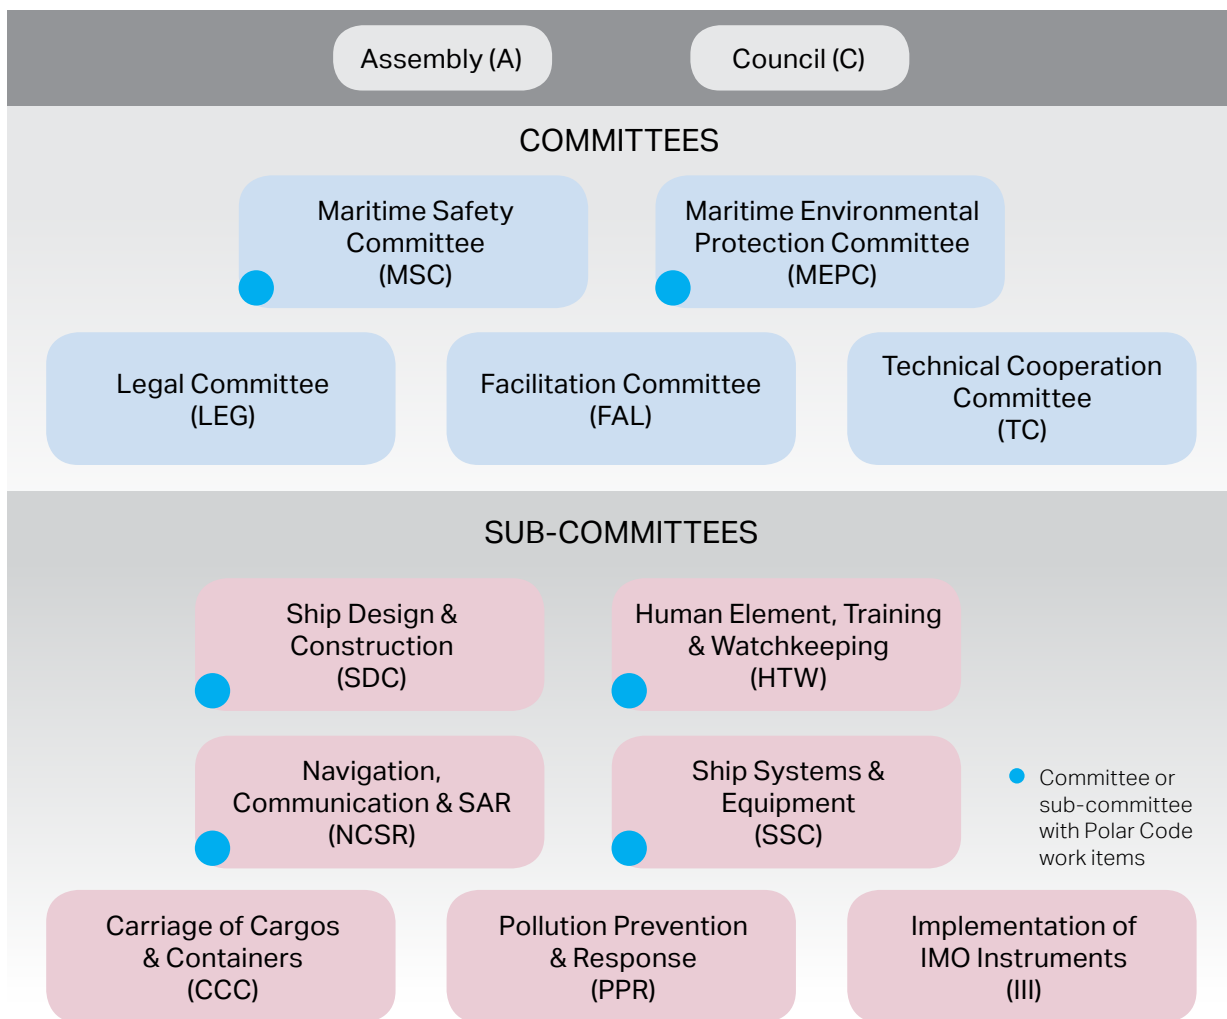 Assembly (A)
Council (C)
COMMITTEES
Maritime Safety
Committee
(MSC)
Maritime Environmental
Protection Committee
(MEPC)
Legal Committee
(LEG)
Facilitation Committee
(FAL)
Technical Cooperation
Committee
(TC)
SUB-COMMITTEES
Ship Design &
Construction
(SDC)
Human Element, Training
& Watchkeeping
(HTW)
Navigation,
Communication & SAR
(NCSR)
Ship Systems &
Equipment
(SSC)
Committee or
sub-committee
with Polar Code
work items
Carriage of Cargos
& Containers
(CCC)
Pollution Prevention
& Response
(PPR)
Implementation of
IMO Instruments
(III)